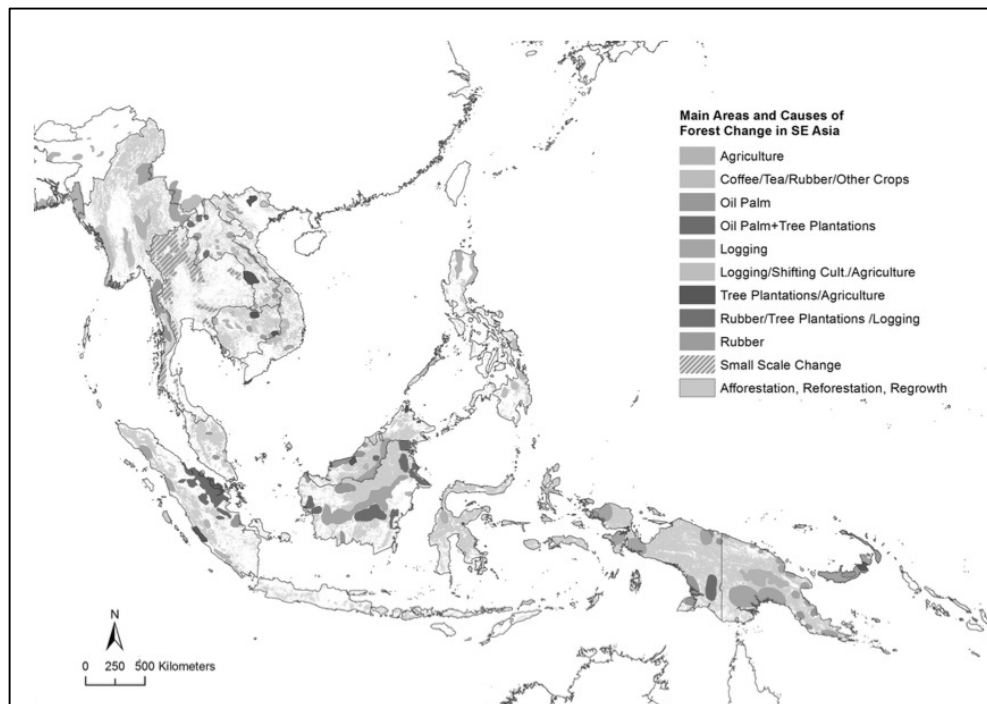 Main Areas and Causes of
Forest Change in SE Asia
Agriculture
Coffee/Tea/Rubber/Other Crops
Oil Palm
Oil Palm+Tree Plantations
Logging
Logging/Shifting Cult./Agriculture
Tree Plantations/Agriculture
Rubber/Tree Plantations /Logging
Rubber
Small Scale Change
Afforestation, Reforestation, Regrowth
N
0 250 500 Kilometers